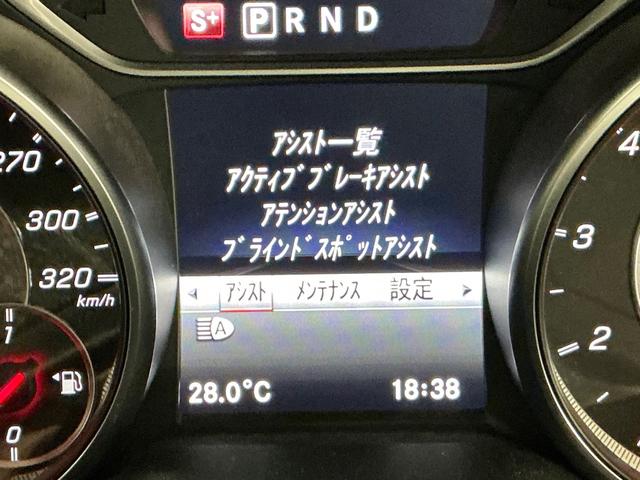 S+ P R N D
アシスト一覧
アクティブブレーキアシスト
アテンションアシスト
ブラインドスポットアシスト
アシスト メンテナンス 設定
A
28.0°C 18:38
270
300
320
km/h
1
0
4
3
2